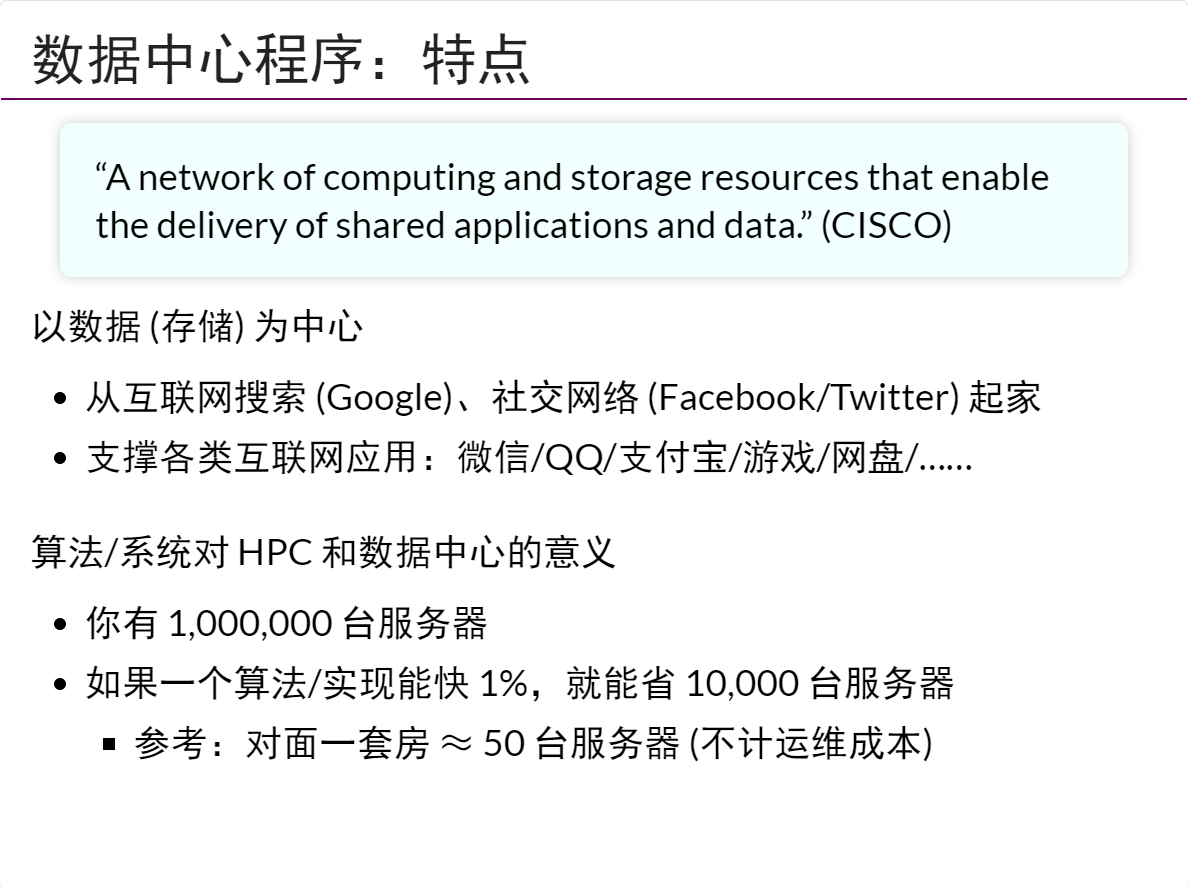 数据中心程序：特点
“A network of computing and storage resources that enable
the delivery of shared applications and data.” (CISCO)
以数据 (存储) 为中心
• 从互联网搜索 (Google)、社交网络 (Facebook/Twitter) 起家
• 支撑各类互联网应用：微信/QQ/支付宝/游戏/网盘/……
算法/系统对 HPC 和数据中心的意义
• 你有 1,000,000 台服务器
• 如果一个算法/实现能快 1%，就能省 10,000 台服务器
▪ 参考：对面一套房 ≈ 50 台服务器 (不计运维成本)